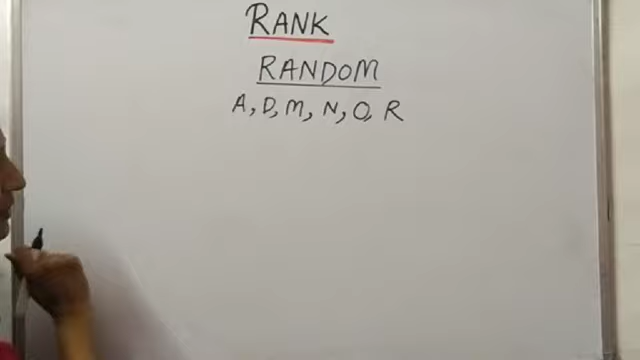 RANK
RANDOM
A, D, M, N, O, R